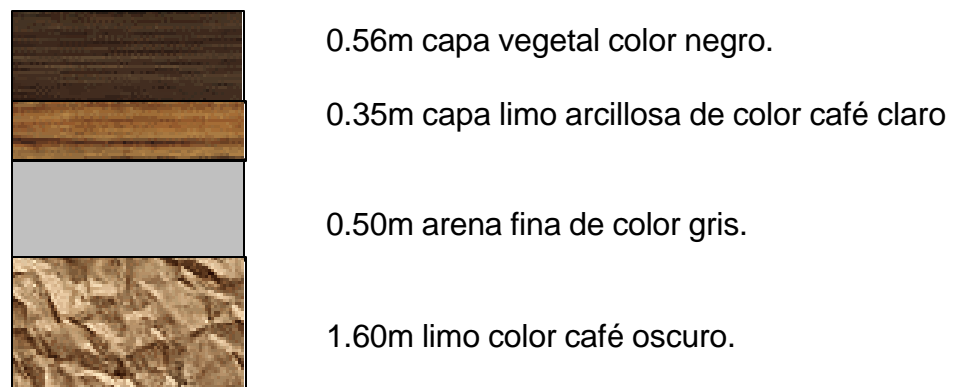 0.56m capa vegetal color negro.
0.35m capa limo arcillosa de color café claro
0.50m arena fina de color gris.
1.60m limo color café oscuro.